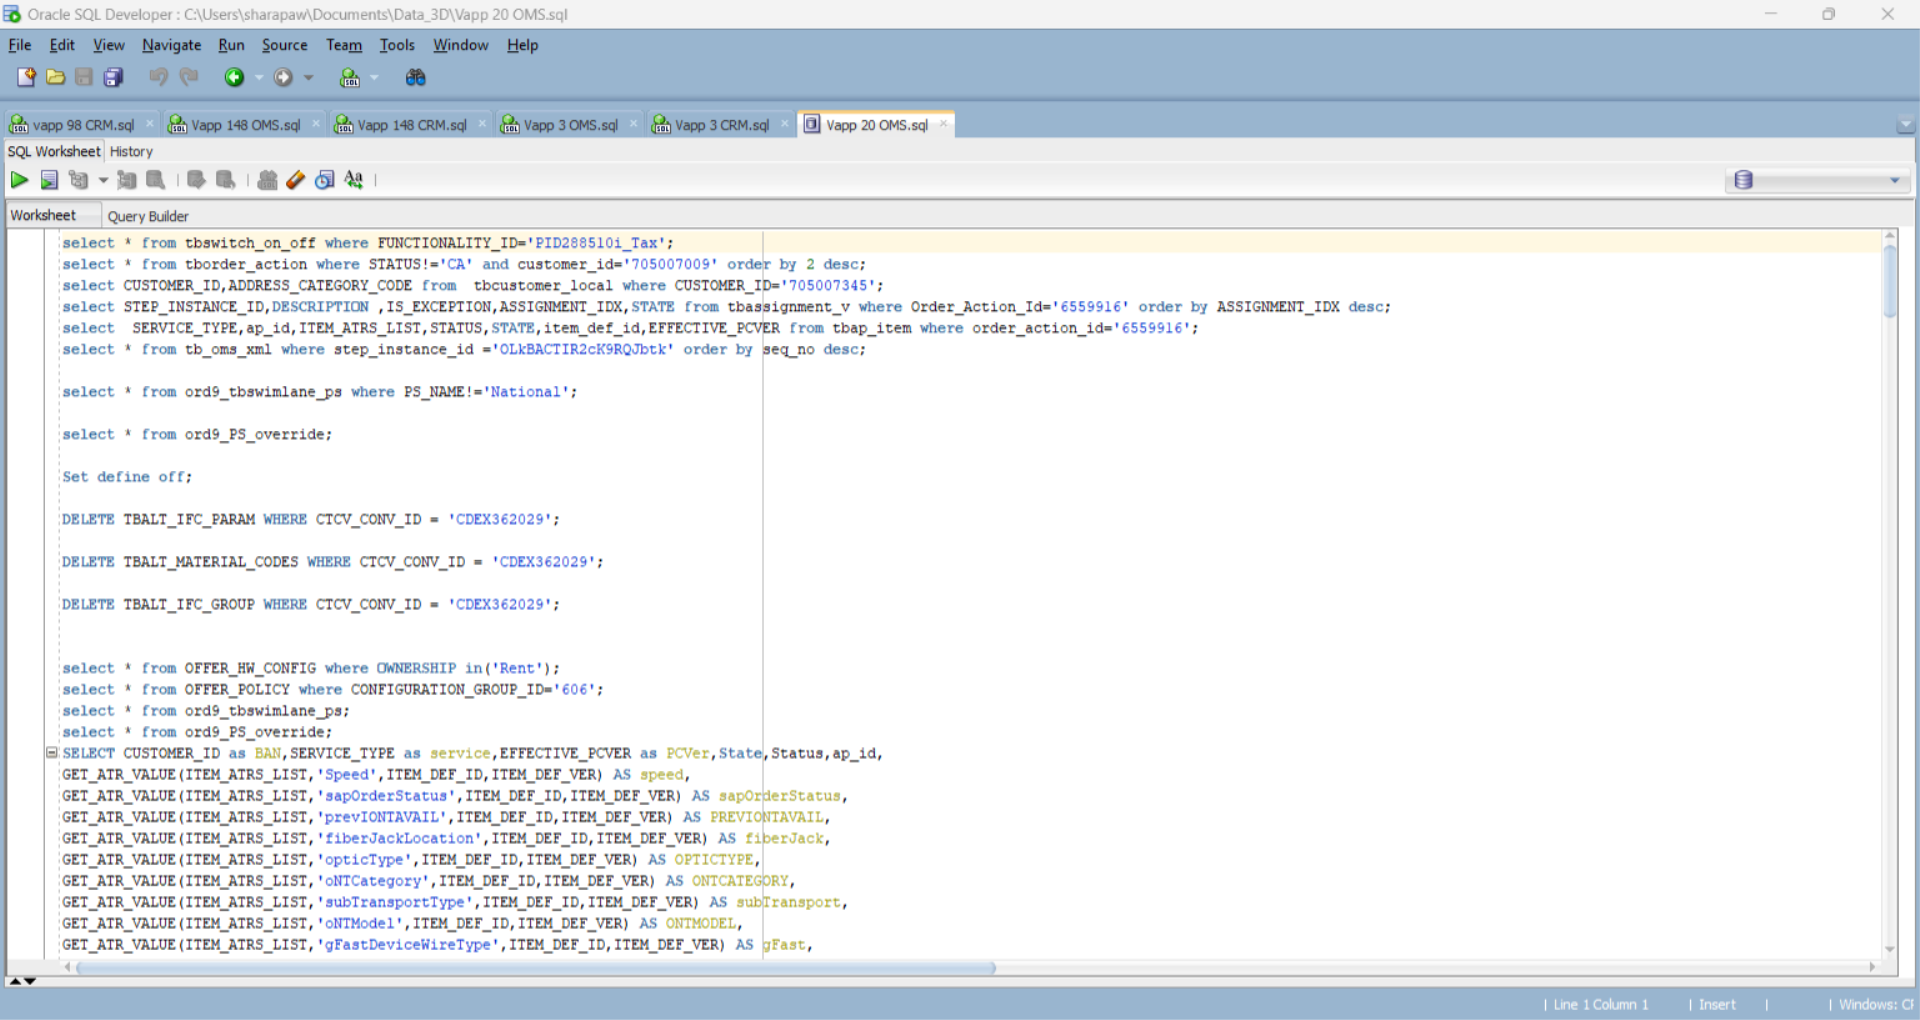 Oracle SQL Developer : C:\Users\sharapaw\Documents\Data_3D\Vapp 20 OMS.sql
File Edit View Navigate Run Source Team Tools Window Help
vapp 98 CRM.sql Vapp 148 OMS.sql Vapp 148 CRM.sql Vapp 3 OMS.sql Vapp 3 CRM.sql Vapp 20 OMS.sql
SQL Worksheet History
Worksheet Query Builder
select * from tbswitch_on_off where FUNCTIONALITY_ID='PID288510i_Tax';
select * from tborder_action where STATUS!='CA' and customer_id='705007009' order by 2 desc;
select CUSTOMER_ID,ADDRESS_CATEGORY_CODE from  tbcustomer_local where CUSTOMER_ID='705007345';
select STEP_INSTANCE_ID,DESCRIPTION ,IS_EXCEPTION,ASSIGNMENT_IDX,STATE from tbassignment_v where Order_Action_Id='6559916' order by ASSIGNMENT_IDX desc;
select  SERVICE_TYPE,ap_id,ITEM_ATRS_LIST,STATUS,STATE,item_def_id,EFFECTIVE_PCVER from tbap_item where order_action_id='6559916';
select * from tb_oms_xml where step_instance_id ='OLkBACTIR2cK9RQJbtk' order by seq_no desc;
select * from ord9_tbswimlane_ps where PS_NAME!='National';
select * from ord9_PS_override;
Set define off;
DELETE TBALT_IFC_PARAM WHERE CTCV_CONV_ID = 'CDEX362029';
DELETE TBALT_MATERIAL_CODES WHERE CTCV_CONV_ID = 'CDEX362029';
DELETE TBALT_IFC_GROUP WHERE CTCV_CONV_ID = 'CDEX362029';
select * from OFFER_HW_CONFIG where OWNERSHIP in('Rent');
select * from OFFER_POLICY where CONFIGURATION_GROUP_ID='606';
select * from ord9_tbswimlane_ps;
select * from ord9_PS_override;
SELECT CUSTOMER_ID as BAN,SERVICE_TYPE as service,EFFECTIVE_PCVER as PCVer,State,Status,ap_id,
GET_ATR_VALUE(ITEM_ATRS_LIST,'Speed',ITEM_DEF_ID,ITEM_DEF_VER) AS speed,
GET_ATR_VALUE(ITEM_ATRS_LIST,'sapOrderStatus',ITEM_DEF_ID,ITEM_DEF_VER) AS sapOrderStatus,
GET_ATR_VALUE(ITEM_ATRS_LIST,'prevIONTAVAIL',ITEM_DEF_ID,ITEM_DEF_VER) AS PREVIONTAVAIL,
GET_ATR_VALUE(ITEM_ATRS_LIST,'fiberJackLocation',ITEM_DEF_ID,ITEM_DEF_VER) AS fiberJack,
GET_ATR_VALUE(ITEM_ATRS_LIST,'opticType',ITEM_DEF_ID,ITEM_DEF_VER) AS OPTICTYPE,
GET_ATR_VALUE(ITEM_ATRS_LIST,'oNTCategory',ITEM_DEF_ID,ITEM_DEF_VER) AS ONTCATEGORY,
GET_ATR_VALUE(ITEM_ATRS_LIST,'subTransportType',ITEM_DEF_ID,ITEM_DEF_VER) AS subTransport,
GET_ATR_VALUE(ITEM_ATRS_LIST,'oNTModel',ITEM_DEF_ID,ITEM_DEF_VER) AS ONTMODEL,
GET_ATR_VALUE(ITEM_ATRS_LIST,'gFastDeviceWireType',ITEM_DEF_ID,ITEM_DEF_VER) AS gFast,
| Line 1 Column 1 | Insert | | Windows: